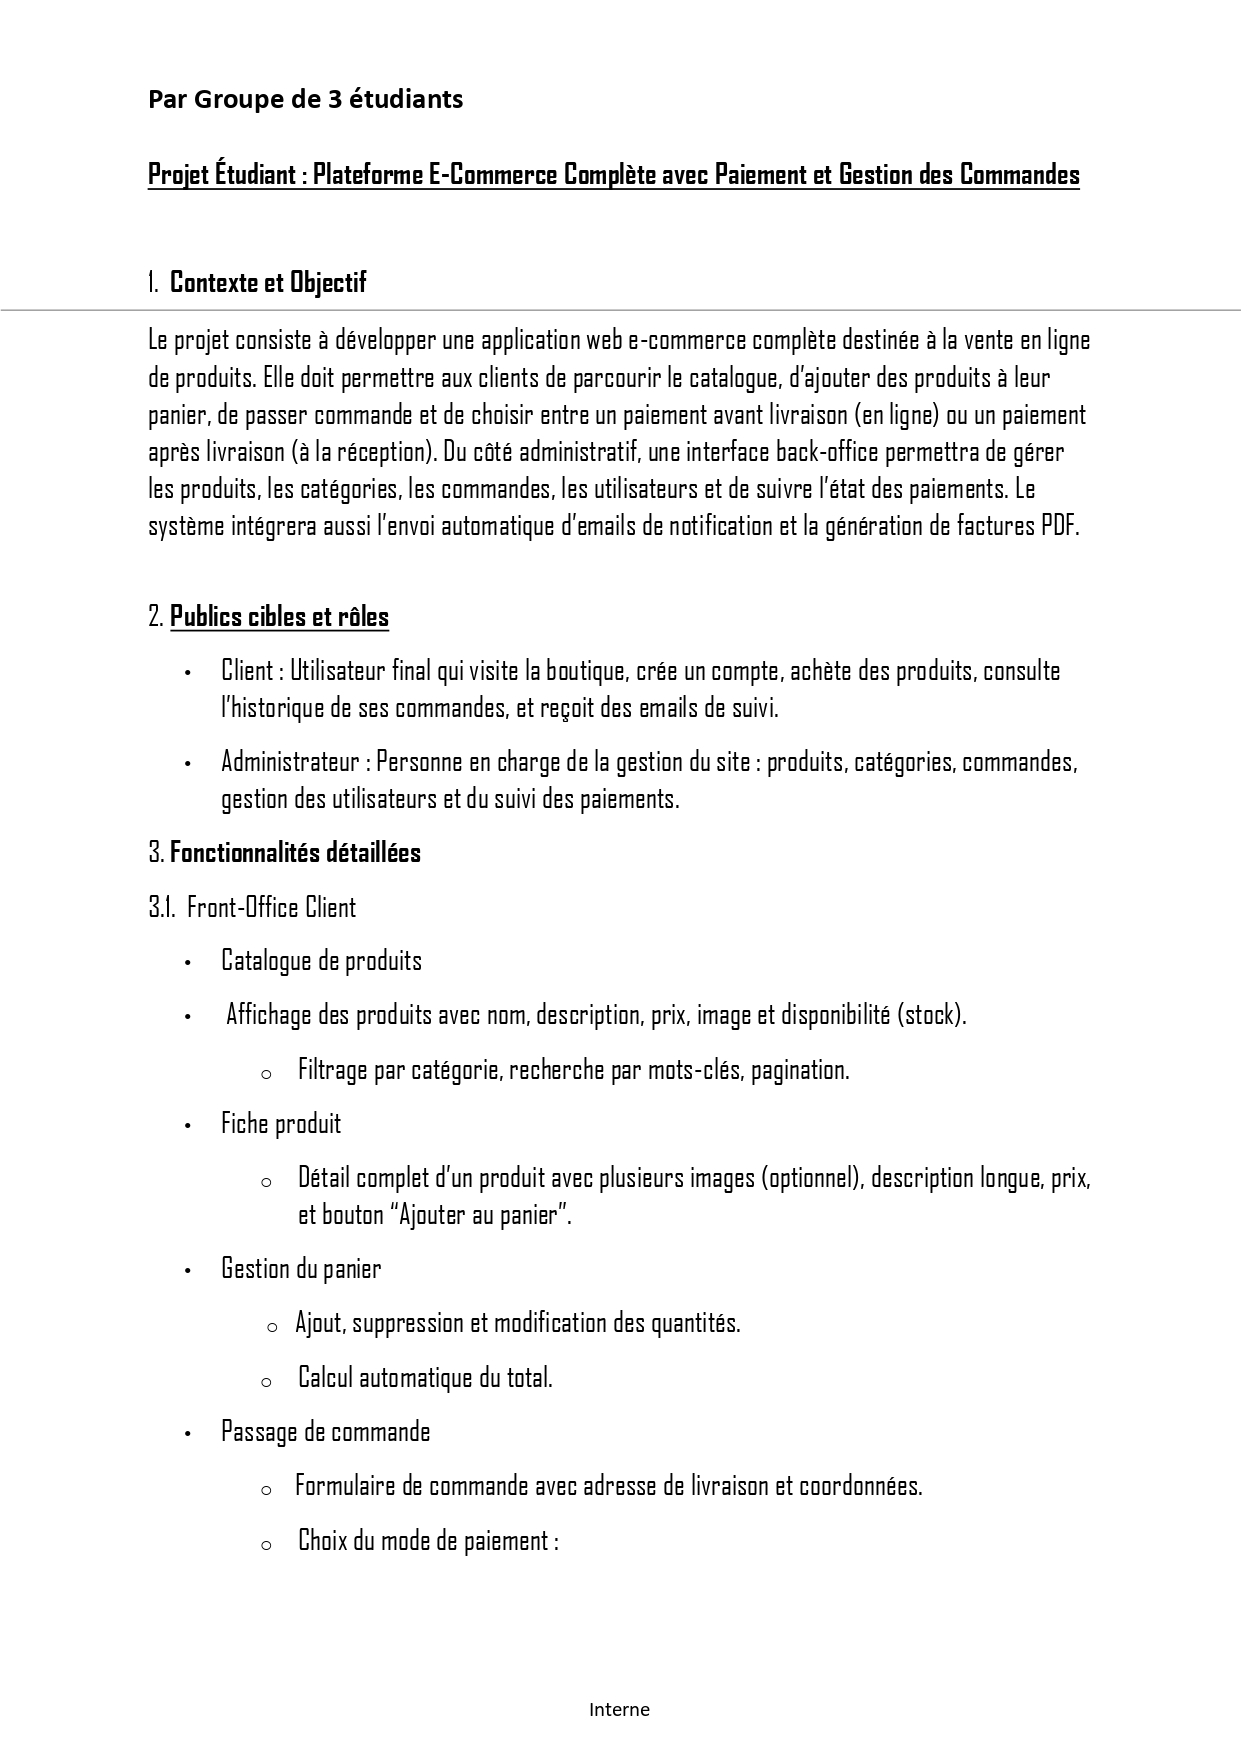 Par Groupe de 3 étudiants
Projet Étudiant : Plateforme E-Commerce Complète avec Paiement et Gestion des Commandes
1. Contexte et Objectif
Le projet consiste à développer une application web e-commerce complète destinée à la vente en ligne
de produits. Elle doit permettre aux clients de parcourir le catalogue, d’ajouter des produits à leur
panier, de passer commande et de choisir entre un paiement avant livraison (en ligne) ou un paiement
après livraison (à la réception). Du côté administratif, une interface back-office permettra de gérer
les produits, les catégories, les commandes, les utilisateurs et de suivre l’état des paiements. Le
système intégrera aussi l’envoi automatique d’emails de notification et la génération de factures PDF.
2. Publics cibles et rôles
• Client : Utilisateur final qui visite la boutique, crée un compte, achète des produits, consulte
l’historique de ses commandes, et reçoit des emails de suivi.
• Administrateur : Personne en charge de la gestion du site : produits, catégories, commandes,
gestion des utilisateurs et du suivi des paiements.
3. Fonctionnalités détaillées
3.1. Front-Office Client
• Catalogue de produits
• Affichage des produits avec nom, description, prix, image et disponibilité (stock).
o Filtrage par catégorie, recherche par mots-clés, pagination.
• Fiche produit
o Détail complet d’un produit avec plusieurs images (optionnel), description longue, prix,
et bouton “Ajouter au panier”.
• Gestion du panier
o Ajout, suppression et modification des quantités.
o Calcul automatique du total.
• Passage de commande
o Formulaire de commande avec adresse de livraison et coordonnées.
o Choix du mode de paiement :
Interne